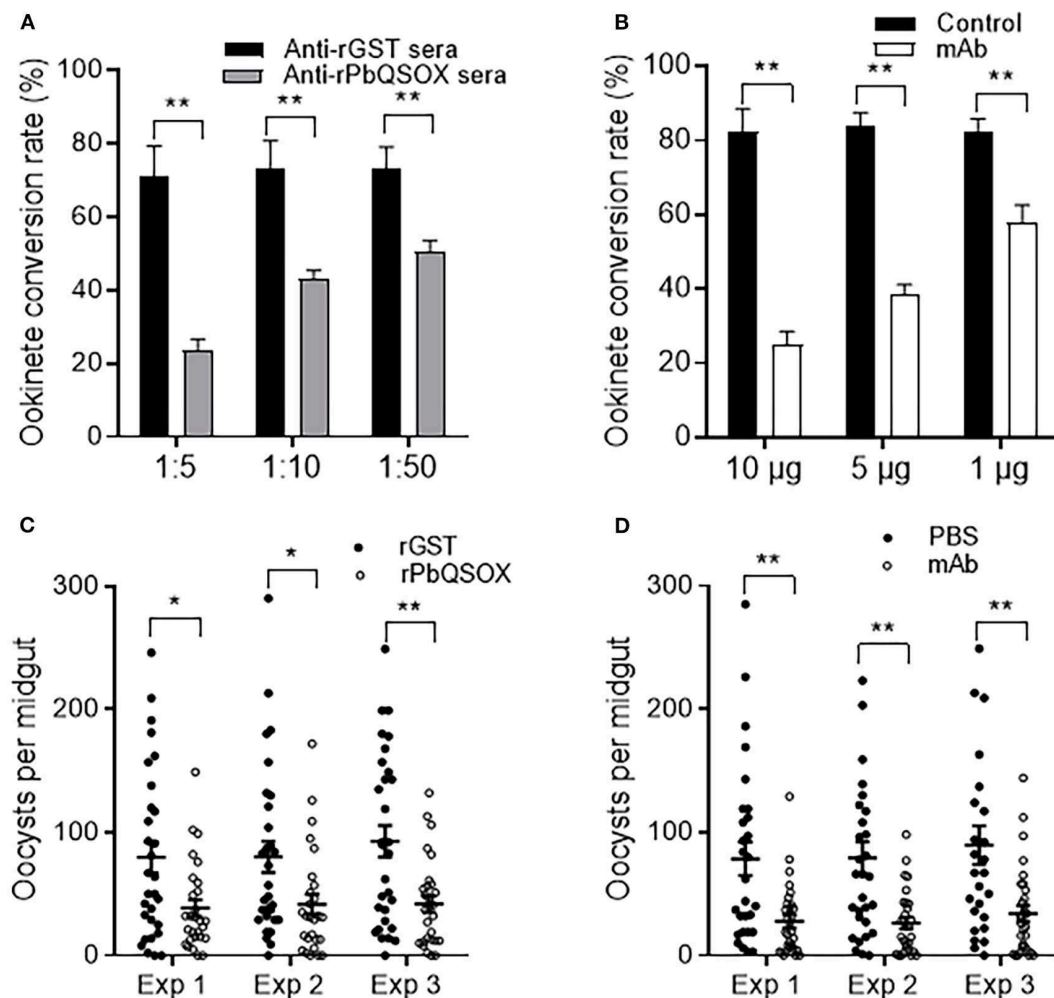 A
Anti-rGST sera
Anti-rPbQSOX sera
Ookinete conversion rate (%)
100
80
60
40
20
0
** ** **
1:5 1:10 1:50
B
Control
mAb
Ookinete conversion rate (%)
100
80
60
40
20
0
** ** **
10 µg 5 µg 1 µg
C
rGST
rPbQSOX
Oocysts per midgut
300
200
100
0
* * **
Exp 1 Exp 2 Exp 3
D
PBS
mAb
Oocysts per midgut
300
200
100
0
** ** **
Exp 1 Exp 2 Exp 3